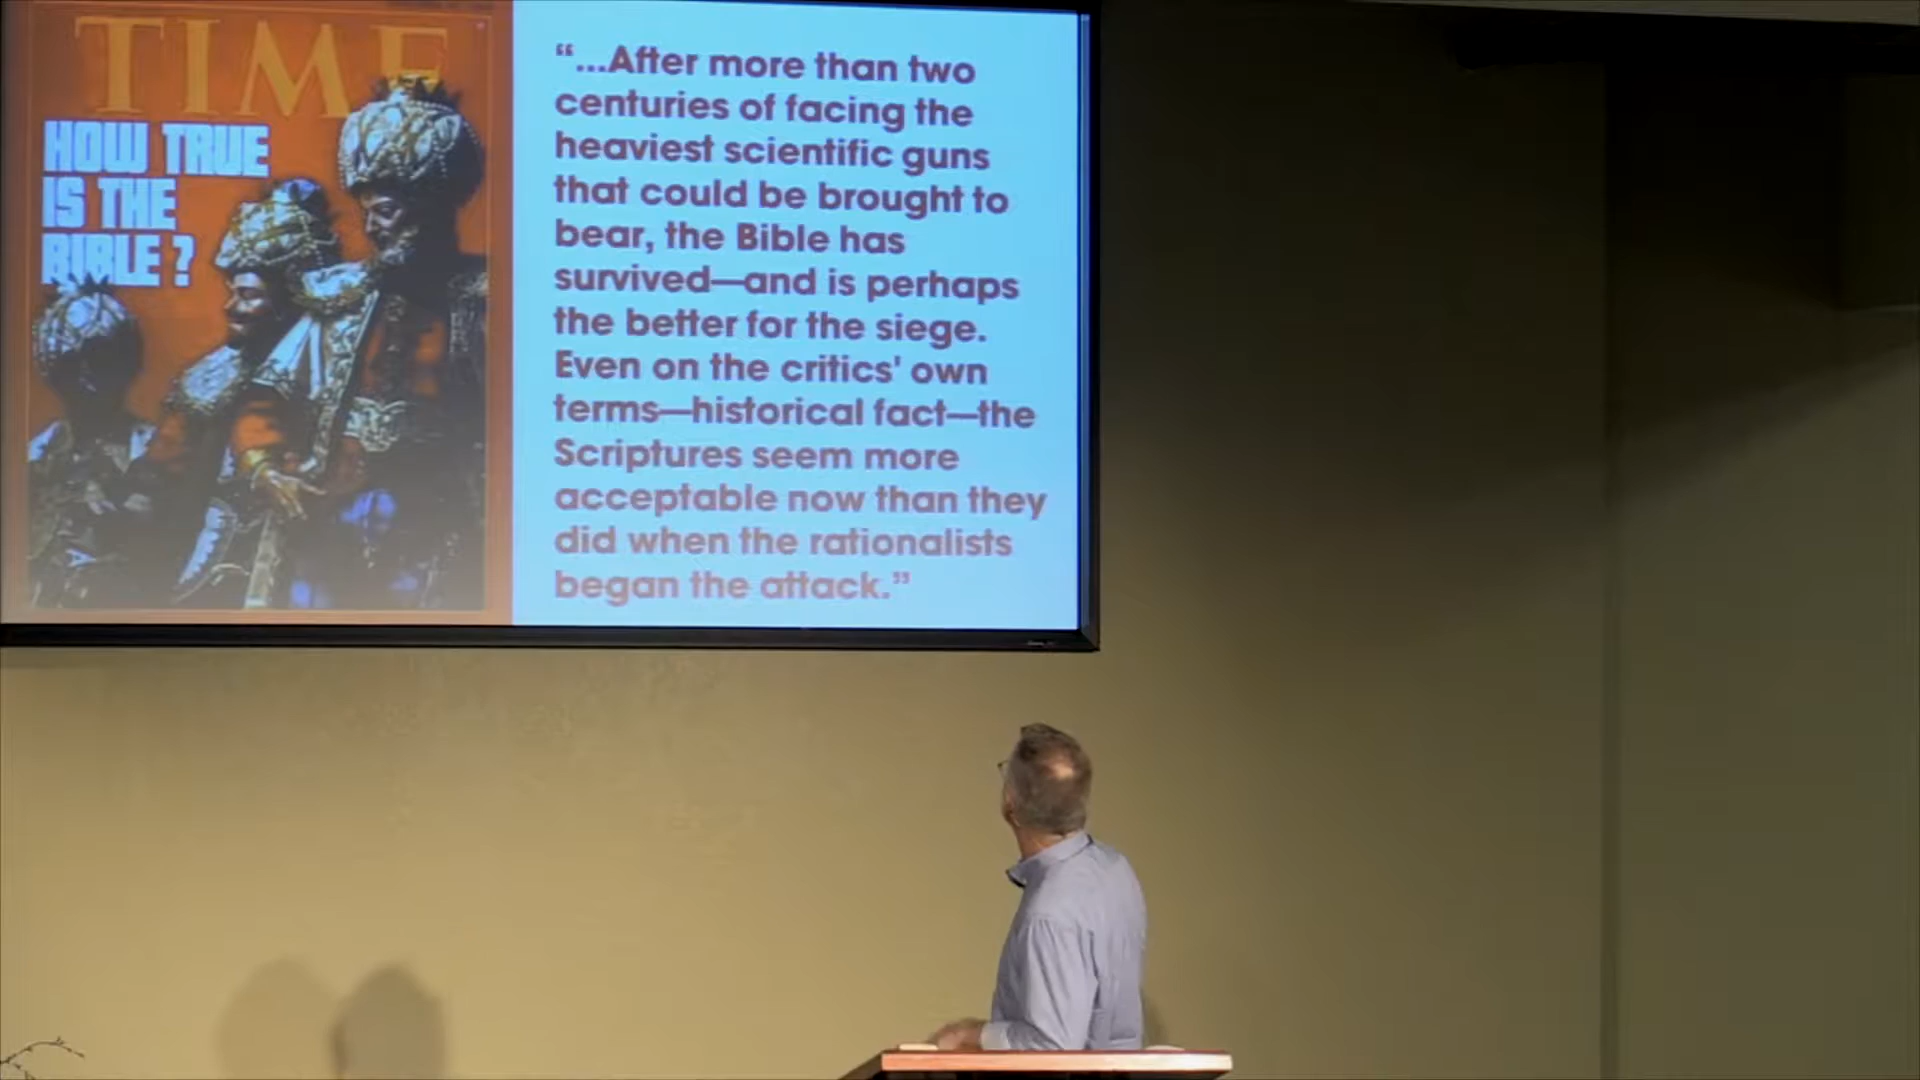 TIME
HOW TRUE
IS THE
BIBLE?
“...After more than two
centuries of facing the
heaviest scientific guns
that could be brought to
bear, the Bible has
survived—and is perhaps
the better for the siege.
Even on the critics' own
terms—historical fact—the
Scriptures seem more
acceptable now than they
did when the rationalists
began the attack.”